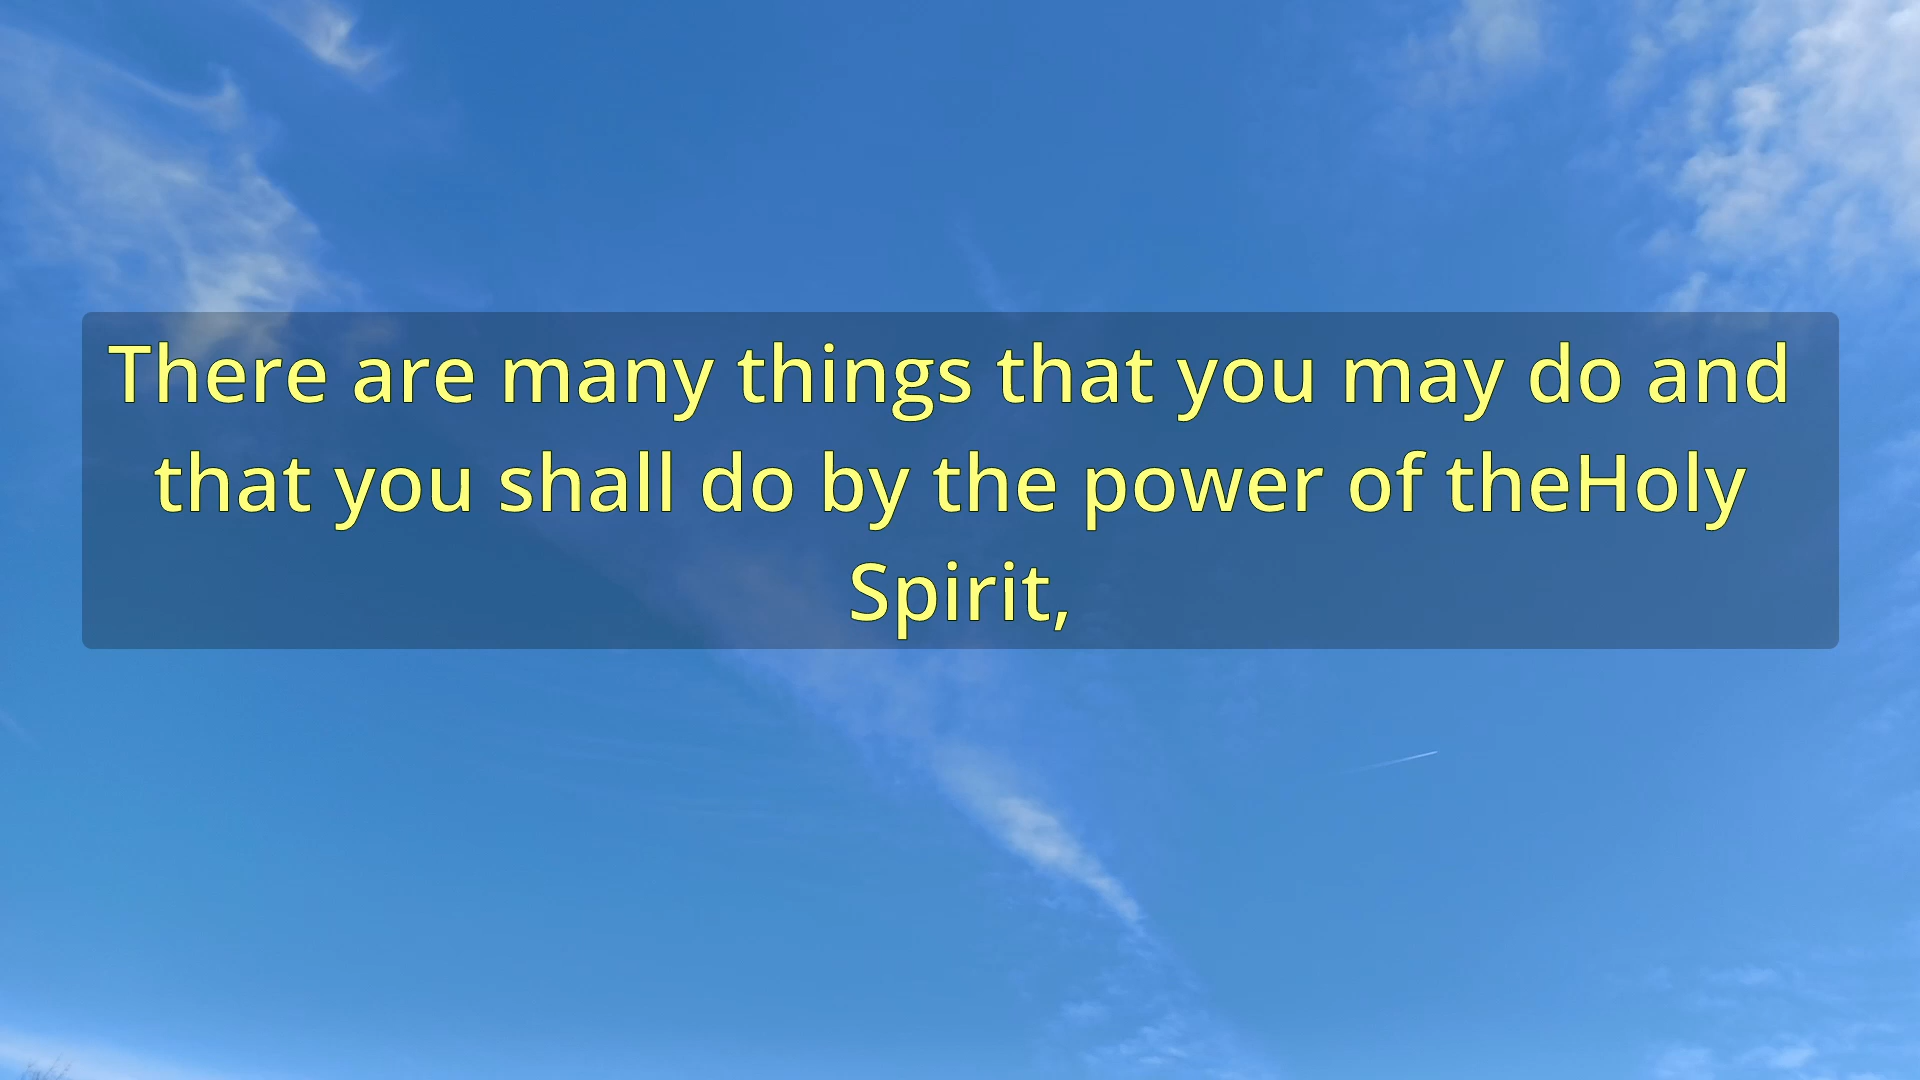 There are many things that you may do and
that you shall do by the power of theHoly
Spirit,